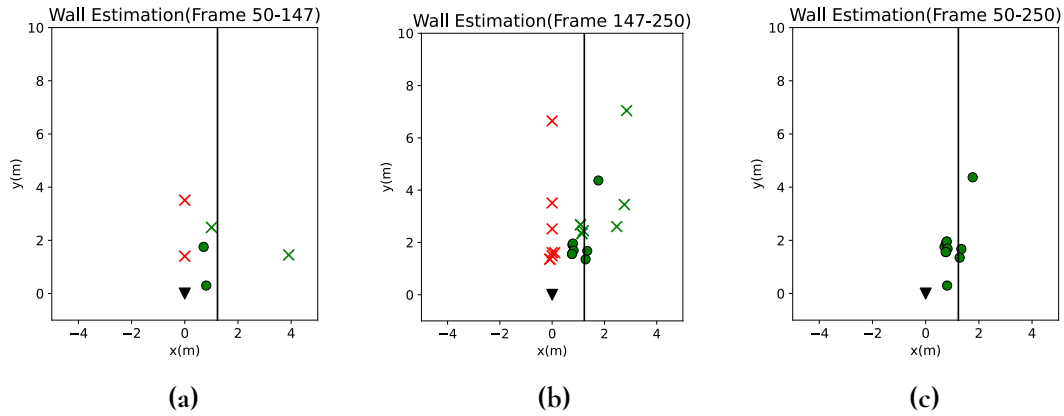 Wall Estimation(Frame 50-147)
10
8
6
4
2
0
y(m)
−4 −2 0 2 4
x(m)
(a)
Wall Estimation(Frame 147-250)
10
8
6
4
2
0
y(m)
−4 −2 0 2 4
x(m)
(b)
Wall Estimation(Frame 50-250)
10
8
6
4
2
0
y(m)
−4 −2 0 2 4
x(m)
(c)